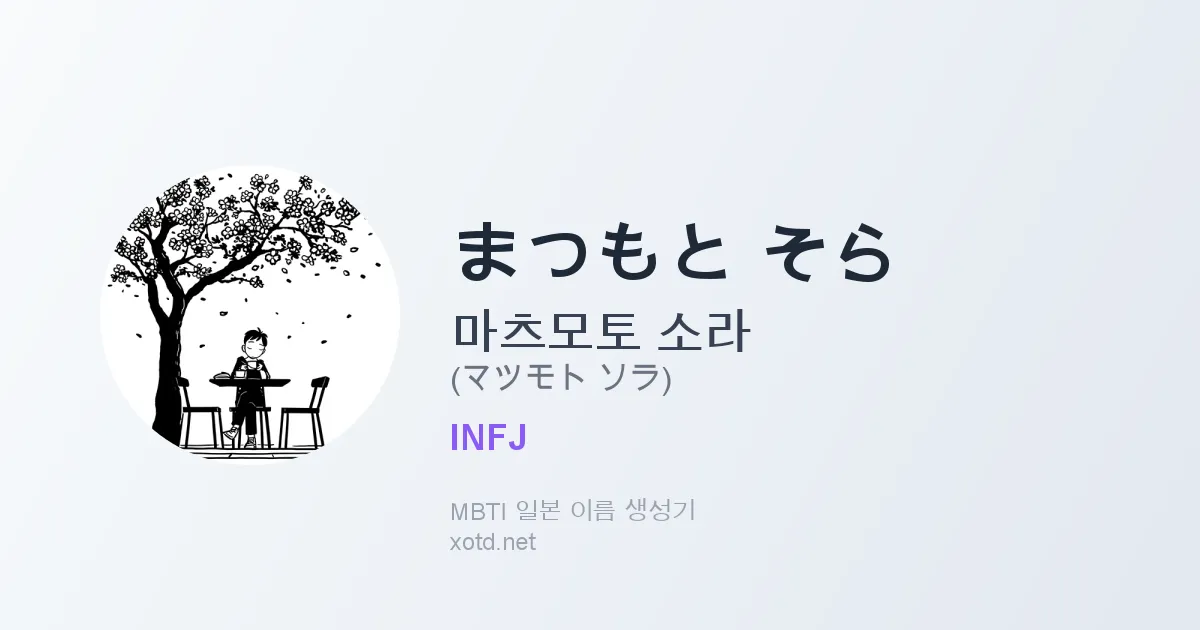 まつもと そら
마츠모토 소라
(マツモト ソラ)
INFJ
MBTI 일본 이름 생성기
xotd.net